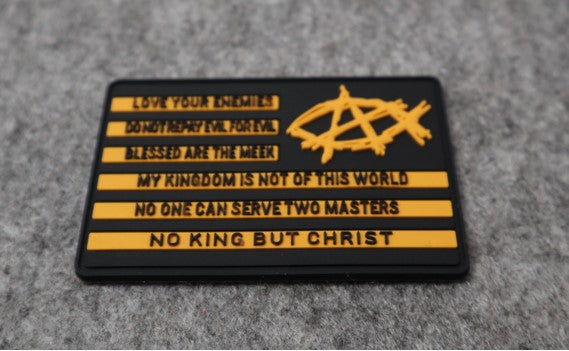 LOVE YOUR ENEMIES
DO NOT REPAY EVIL FOR EVIL
BLESSED ARE THE MEEK
MY KINGDOM IS NOT OF THIS WORLD
NO ONE CAN SERVE TWO MASTERS
NO KING BUT CHRIST